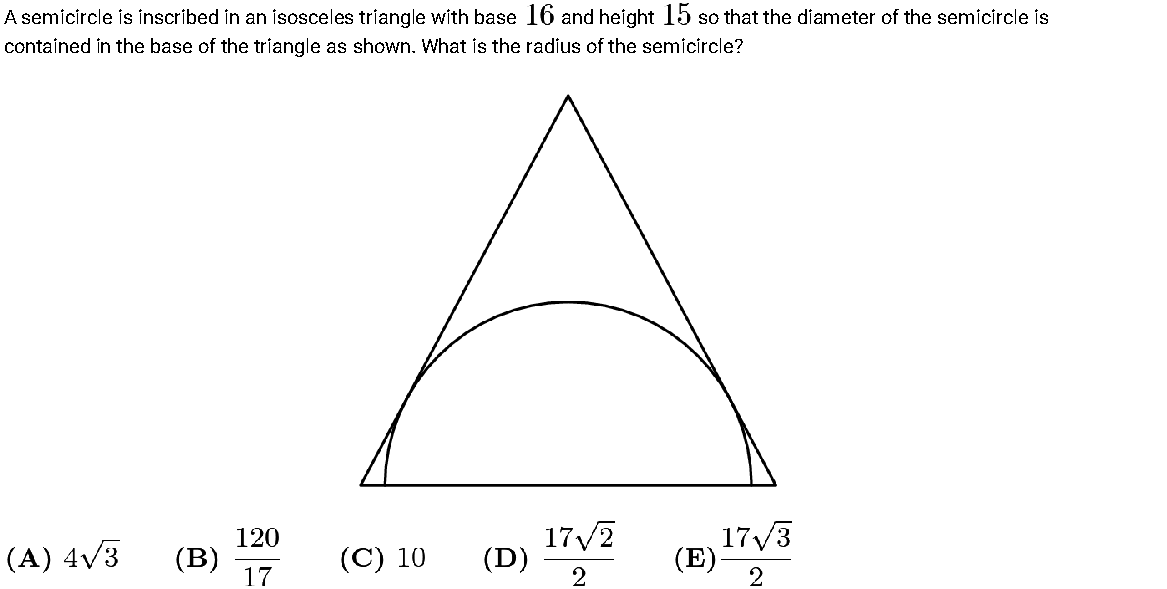 A semicircle is inscribed in an isosceles triangle with base 16 and height 15 so that the diameter of the semicircle is
contained in the base of the triangle as shown. What is the radius of the semicircle?
(A) 4√3 (B) 120/17 (C) 10 (D) 17√2/2 (E) 17√3/2